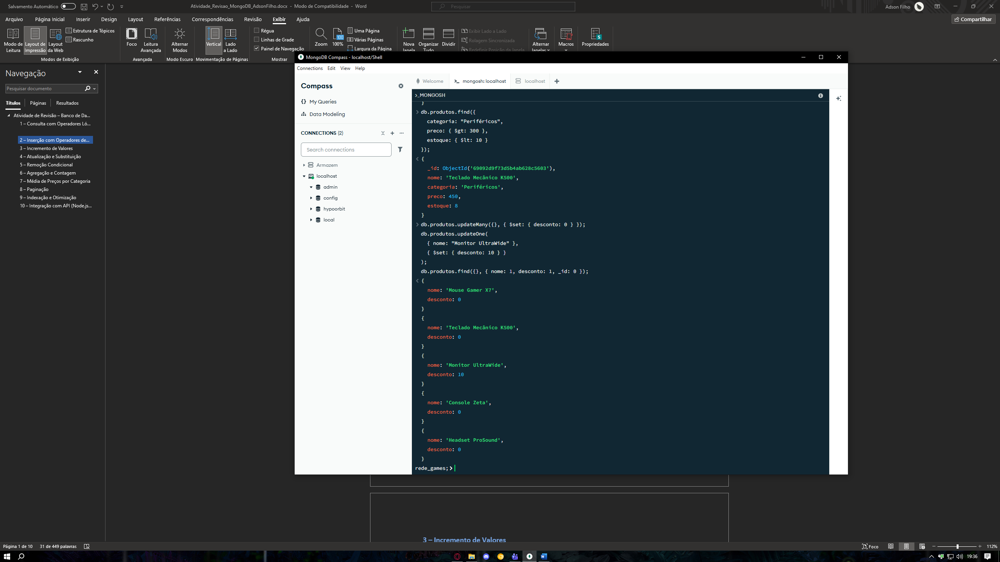 Salvamento Automático
Atividade_Revisao_MongoDB_AdsonFilho.docx - Modo de Compatibilidade - Word
Pesquisar
Adson Filho
Arquivo Página Inicial Inserir Design Layout Referências Correspondências Revisão Exibir Ajuda
Compartilhar
Modo de Leitura
Layout de Impressão
Layout da Web
Estrutura de Tópicos
Rascunho
Modos de Exibição
Foco
Leitura Avançada
Avançada
Alternar Modos
Modo Escuro
Vertical
Lado a Lado
Movimentação de Páginas
Régua
Linhas de Grade
Painel de Navegação
Mostrar
Zoom
100
100%
Uma Página
Várias Páginas
Largura da Página
Nova Janela
Organizar Tudo
Dividir
Exibir Lado a Lado
Rolagem Sincronizada
Redefinir Posição da Janela
Alternar Janelas
Macros
S
Propriedades
Navegação
Pesquisar documento
Títulos Páginas Resultados
Atividade de Revisão – Banco de Da...
1 – Consulta com Operadores Ló...
2 – Inserção com Operadores de...
3 – Incremento de Valores
4 – Atualização e Substituição
5 – Remoção Condicional
6 – Agregação e Contagem
7 – Média de Preços por Categoria
8 – Paginação
9 – Indexação e Otimização
10 – Integração com API (Node.js...
MongoDB Compass - localhost/Shell
Connections Edit View Help
Compass
{} My Queries
Data Modeling
CONNECTIONS (2)
Search connections
Armazem
localhost
admin
config
hypoorbit
local
Welcome
>_ mongosh: localhost
localhost
>_MONGOSH
}
> db.produtos.find({
categoria: "Periféricos",
preco: { $gt: 300 },
estoque: { $lt: 10 }
});
< {
_id: ObjectId('69092d9f73d5b4ab628c5603'),
nome: 'Teclado Mecânico K500',
categoria: 'Periféricos',
preco: 450,
estoque: 8
}
> db.produtos.updateMany({}, { $set: { desconto: 0 } });
db.produtos.updateOne(
{ nome: "Monitor UltraWide" },
{ $set: { desconto: 10 } }
);
db.produtos.find({}, { nome: 1, desconto: 1, _id: 0 });
< {
nome: 'Mouse Gamer X7',
desconto: 0
}
{
nome: 'Teclado Mecânico K500',
desconto: 0
}
{
nome: 'Monitor UltraWide',
desconto: 10
}
{
nome: 'Console Zeta',
desconto: 0
}
{
nome: 'Headset ProSound',
desconto: 0
}
rede_games;>
3 – Incremento de Valores
Página 1 de 10 31 de 449 palavras
Foco
112%
19:36